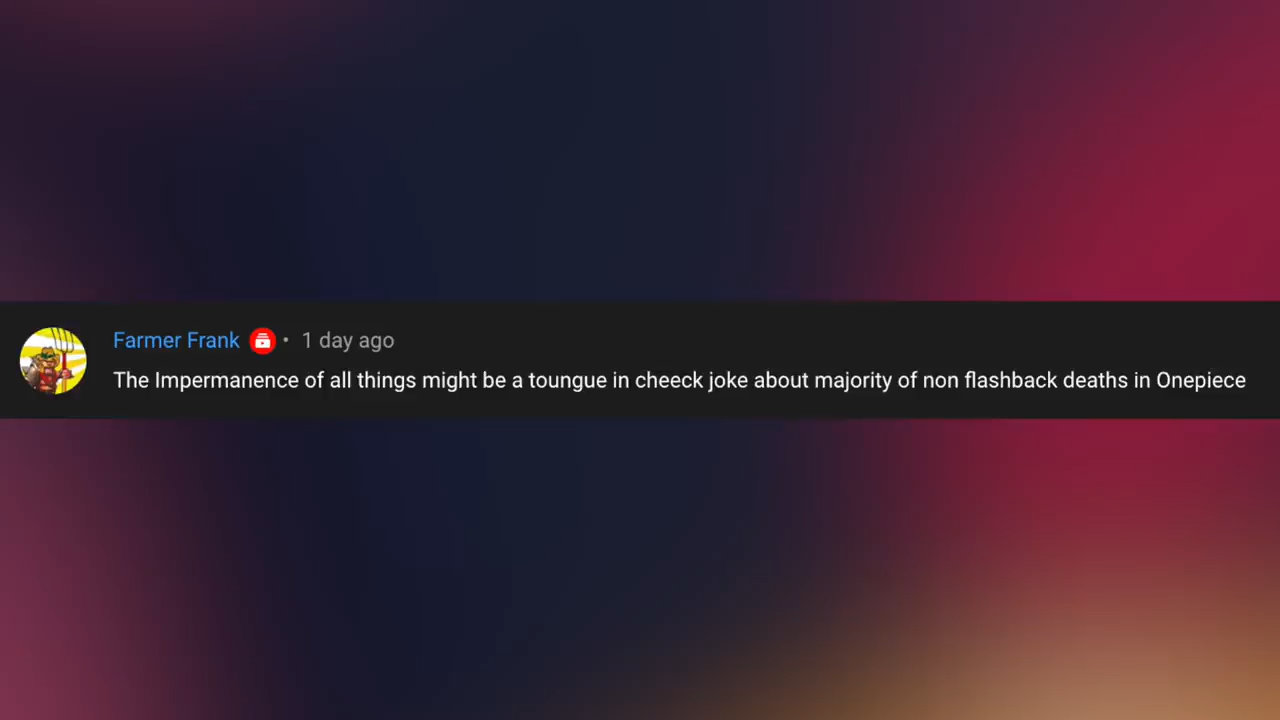 Farmer Frank • 1 day ago
The Impermanence of all things might be a toungue in cheeck joke about majority of non flashback deaths in Onepiece